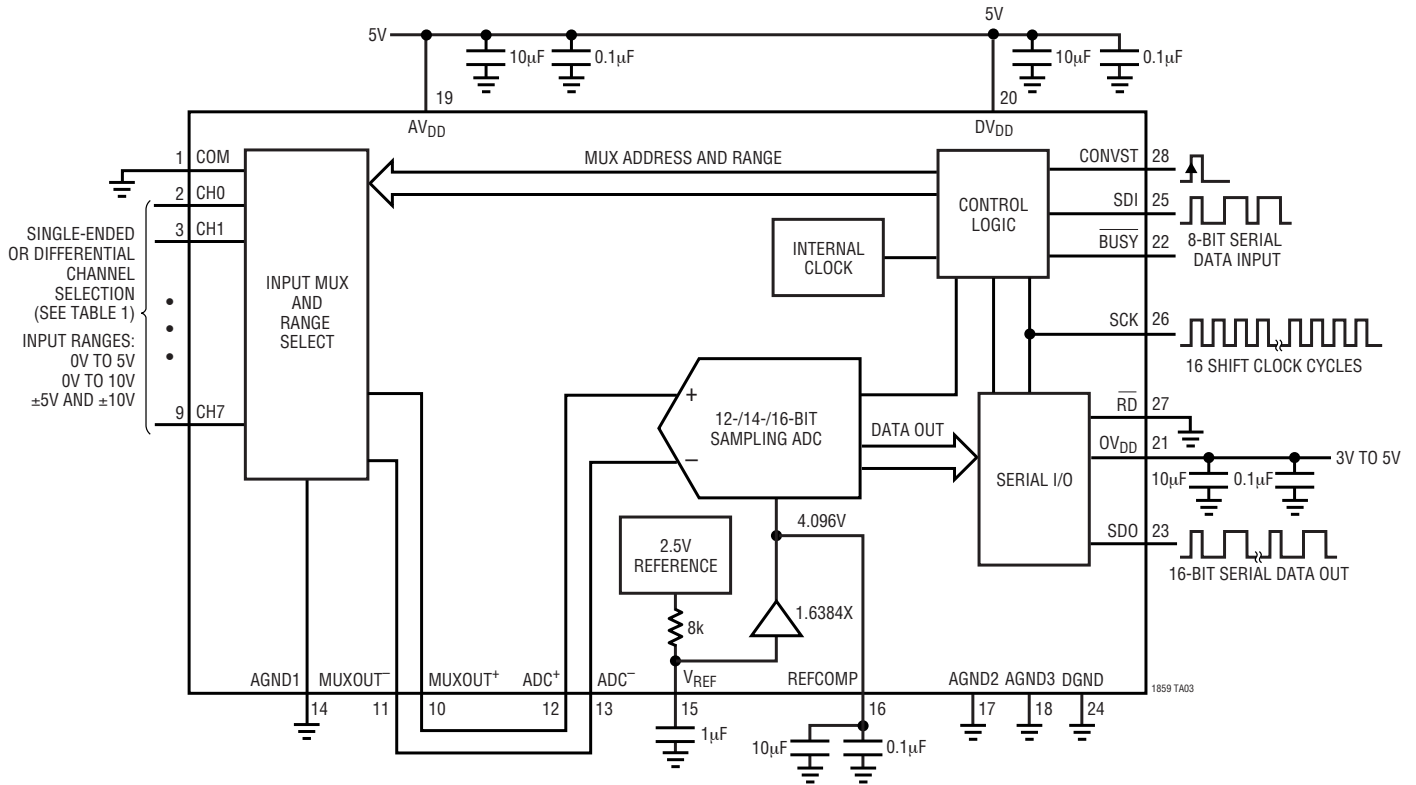 5V
5V
10µF
0.1µF
10µF
0.1µF
19
20
AVDD
DVDD
1
COM
2
CH0
3
CH1
9
CH7
SINGLE-ENDED
OR DIFFERENTIAL
CHANNEL
SELECTION
(SEE TABLE 1)
INPUT RANGES:
0V TO 5V
0V TO 10V
±5V AND ±10V
INPUT MUX
AND
RANGE
SELECT
MUX ADDRESS AND RANGE
INTERNAL
CLOCK
CONTROL
LOGIC
CONVST
28
SDI
25
BUSY
22
8-BIT SERIAL
DATA INPUT
SCK
26
16 SHIFT CLOCK CYCLES
+
−
12-/14-/16-BIT
SAMPLING ADC
DATA OUT
SERIAL I/O
RD
27
OVDD
21
3V TO 5V
10µF
0.1µF
SDO
23
16-BIT SERIAL DATA OUT
4.096V
2.5V
REFERENCE
8k
1.6384X
AGND1
MUXOUT−
MUXOUT+
ADC+
ADC−
VREF
REFCOMP
AGND2
AGND3
DGND
1859 TA03
14
11
10
12
13
15
16
17
18
24
1µF
10µF
0.1µF